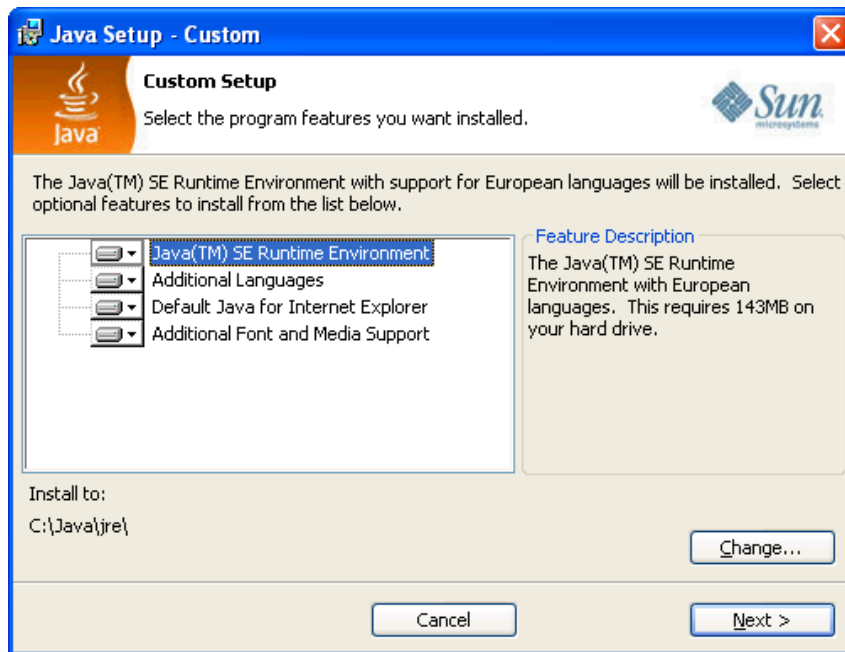 Java Setup - Custom
Java
Custom Setup
Select the program features you want installed.
Sun
microsystems
The Java(TM) SE Runtime Environment with support for European languages will be installed. Select
optional features to install from the list below.
Java(TM) SE Runtime Environment
Additional Languages
Default Java for Internet Explorer
Additional Font and Media Support
Feature Description
The Java(TM) SE Runtime
Environment with European
languages. This requires 143MB on
your hard drive.
Install to:
C:\Java\jre\
Change...
Cancel
Next >